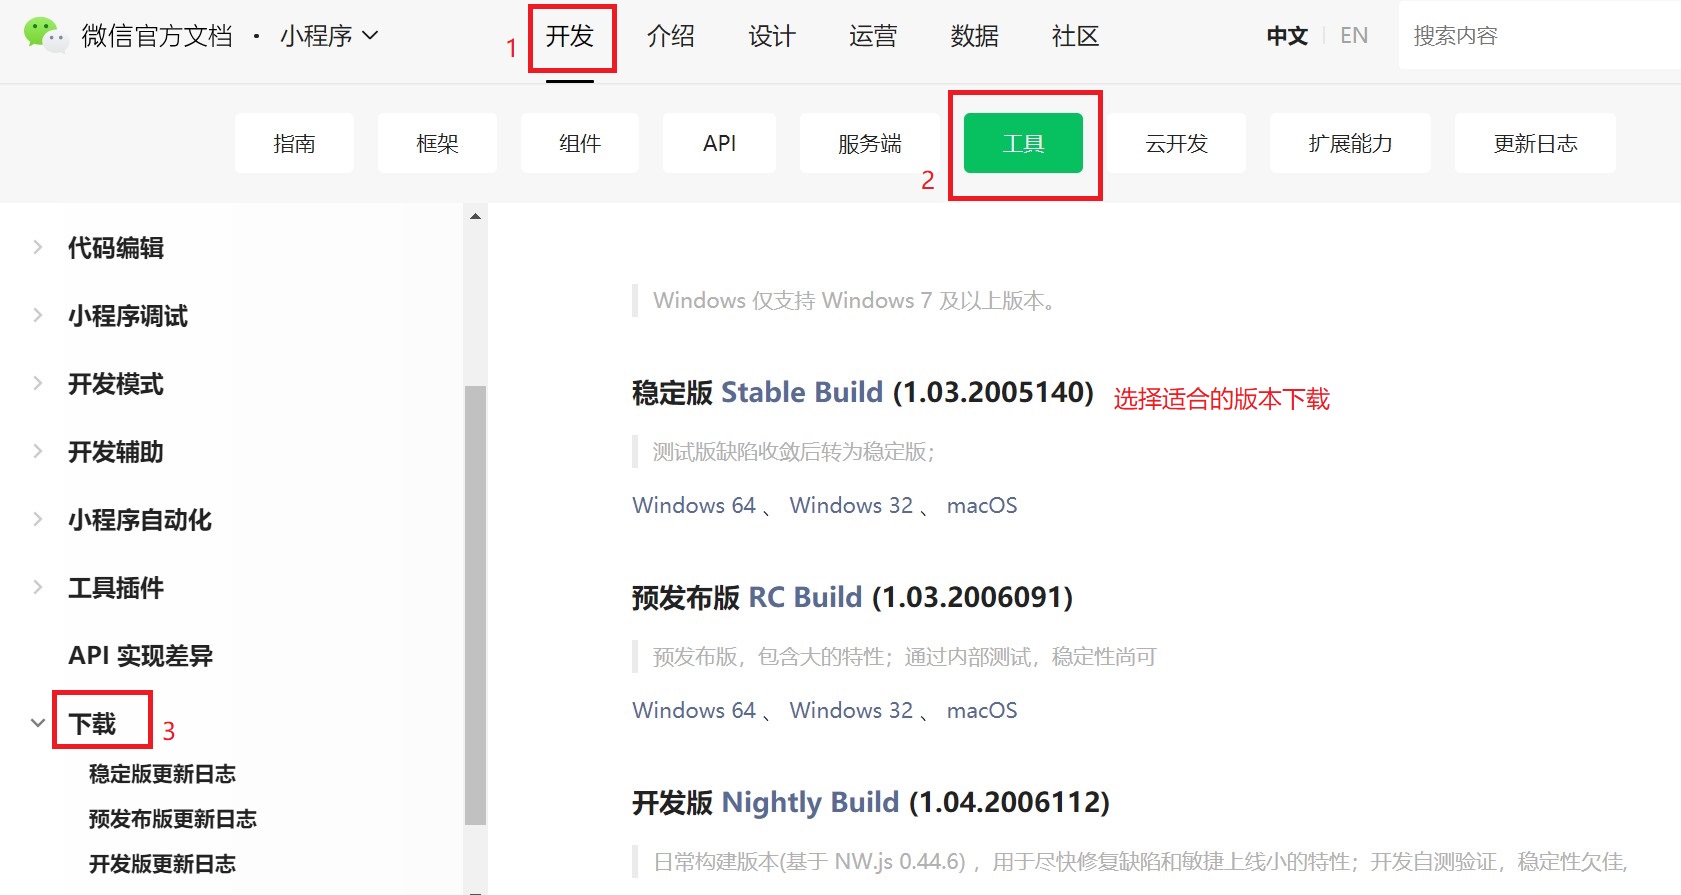 微信官方文档 · 小程序
1
开发
介绍
设计
运营
数据
社区
中文
EN
搜索内容
指南
框架
组件
API
服务端
2
工具
云开发
扩展能力
更新日志
代码编辑
小程序调试
开发模式
开发辅助
小程序自动化
工具插件
API 实现差异
下载 3
稳定版更新日志
预发布版更新日志
开发版更新日志
Windows 仅支持 Windows 7 及以上版本。
稳定版 Stable Build (1.03.2005140) 选择适合的版本下载
测试版缺陷收敛后转为稳定版；
Windows 64 、 Windows 32 、 macOS
预发布版 RC Build (1.03.2006091)
预发布版，包含大的特性；通过内部测试，稳定性尚可
Windows 64 、 Windows 32 、 macOS
开发版 Nightly Build (1.04.2006112)
日常构建版本(基于 NW.js 0.44.6) ，用于尽快修复缺陷和敏捷上线小的特性；开发自测验证，稳定性欠佳,